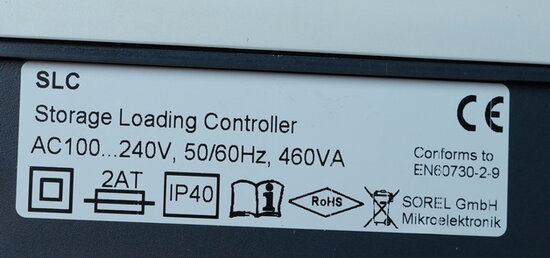 SLC
Storage Loading Controller
AC100...240V, 50/60Hz, 460VA
CE
Conforms to
EN60730-2-9
2AT
IP40
i
RoHS
SOREL GmbH
Mikroelektronik